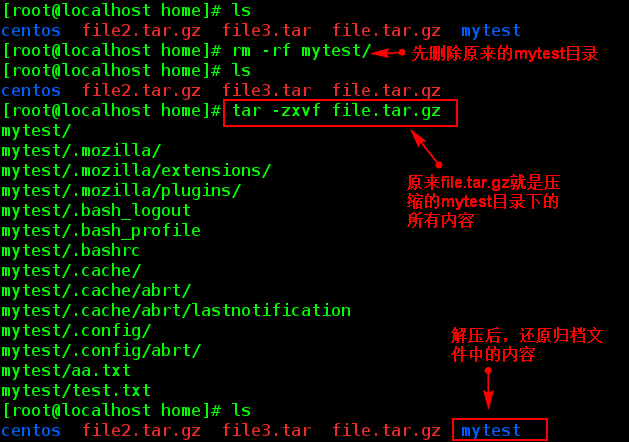 [root@localhost home]# ls
centos  file2.tar.gz  file3.tar  file.tar.gz  mytest
[root@localhost home]# rm -rf mytest/ 先删除原来的mytest目录
[root@localhost home]# ls
centos  file2.tar.gz  file3.tar  file.tar.gz
[root@localhost home]# tar -zxvf file.tar.gz
mytest/
mytest/.mozilla/
mytest/.mozilla/extensions/
mytest/.mozilla/plugins/
原来file.tar.gz就是压
缩的mytest目录下的
所有内容
mytest/.bash_logout
mytest/.bash_profile
mytest/.bashrc
mytest/.cache/
mytest/.cache/abrt/
mytest/.cache/abrt/lastnotification
mytest/.config/
mytest/.config/abrt/
解压后，还原归档文
件中的内容
mytest/aa.txt
mytest/test.txt
[root@localhost home]# ls
centos  file2.tar.gz  file3.tar  file.tar.gz  mytest